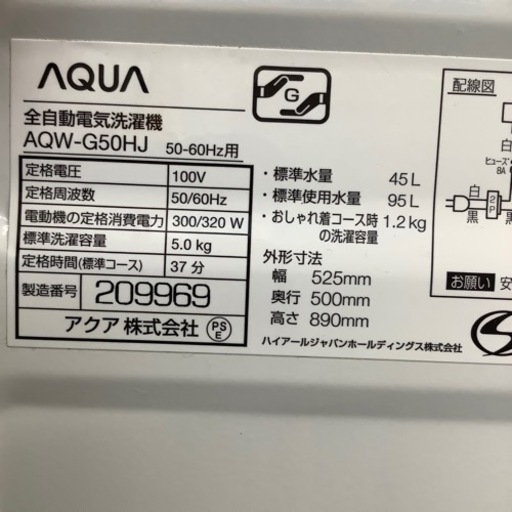 AQUA
G
全自動電気洗濯機
AQW-G50HJ 50-60Hz用
定格電圧 100V
定格周波数 50/60Hz
電動機の定格消費電力 300/320 W
標準洗濯容量 5.0 kg
定格時間(標準コース) 37 分
製造番号 209969
アクア 株式会社
PS
E
・標準水量 45 L
・標準使用水量 95 L
・おしゃれ着コース時 1.2 kg
の洗濯容量
外形寸法
幅 525mm
奥行 500mm
高さ 890mm
ハイアールジャパンホールディングス株式会社
配線図
ヒューズ
8A
白
白
2P
黒
黒
お願い 安